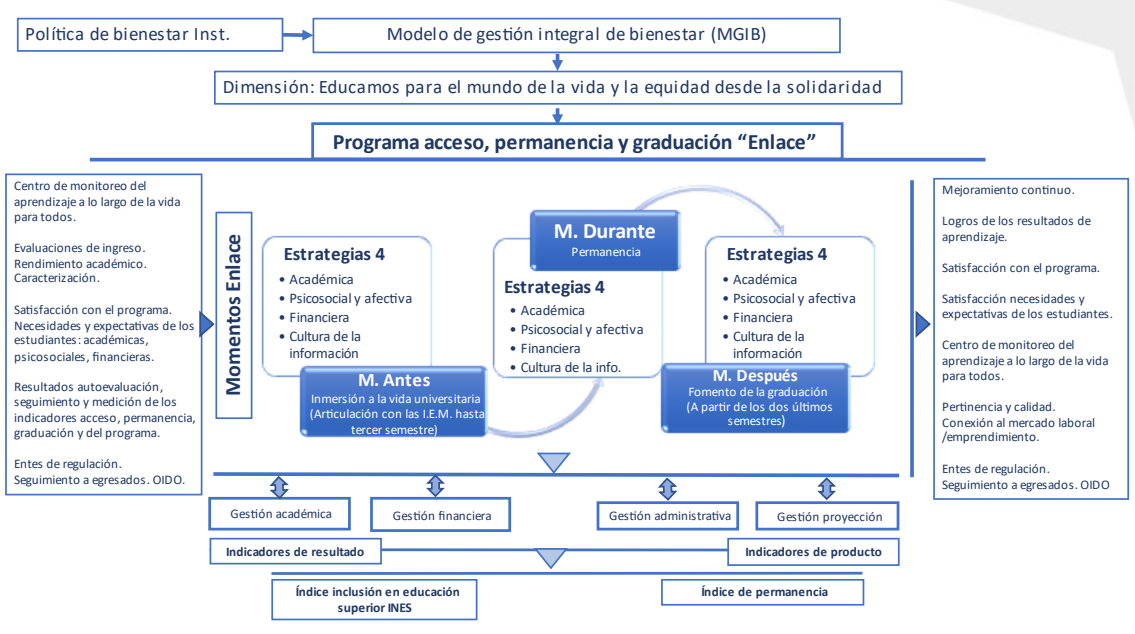 Política de bienestar Inst.
Modelo de gestión integral de bienestar (MGIB)
Dimensión: Educamos para el mundo de la vida y la equidad desde la solidaridad
Programa acceso, permanencia y graduación “Enlace”
Centro de monitoreo del
aprendizaje a lo largo de la vida
para todos.
Evaluaciones de ingreso.
Rendimiento académico.
Caracterización.
Satisfacción con el programa.
Necesidades y expectativas de los
estudiantes: académicas,
psicosociales, financieras.
Resultados autoevaluación,
seguimiento y medición de los
indicadores acceso, permanencia,
graduación y del programa.
Entes de regulación.
Seguimiento a egresados. OIDO.
Momentos Enlace
Estrategias 4
• Académica
• Psicosocial y afectiva
• Financiera
• Cultura de la
información
M. Antes
Inmersión a la vida universitaria
(Articulación con las I.E.M. hasta
tercer semestre)
M. Durante
Permanencia
Estrategias 4
• Académica
• Psicosocial y afectiva
• Financiera
• Cultura de la info.
Estrategias 4
• Académica
• Psicosocial y afectiva
• Financiera
• Cultura de la
información
M. Después
Fomento de la graduación
(A partir de los dos últimos
semestres)
Mejoramiento continuo.
Logros de los resultados de
aprendizaje.
Satisfacción con el programa.
Satisfacción necesidades y
expectativas de los estudiantes.
Centro de monitoreo del
aprendizaje a lo largo de la vida
para todos.
Pertinencia y calidad.
Conexión al mercado laboral
/emprendimiento.
Entes de regulación.
Seguimiento a egresados. OIDO
Gestión académica
Gestión financiera
Gestión administrativa
Gestión proyección
Indicadores de resultado
Indicadores de producto
Índice inclusión en educación
superior INES
Índice de permanencia